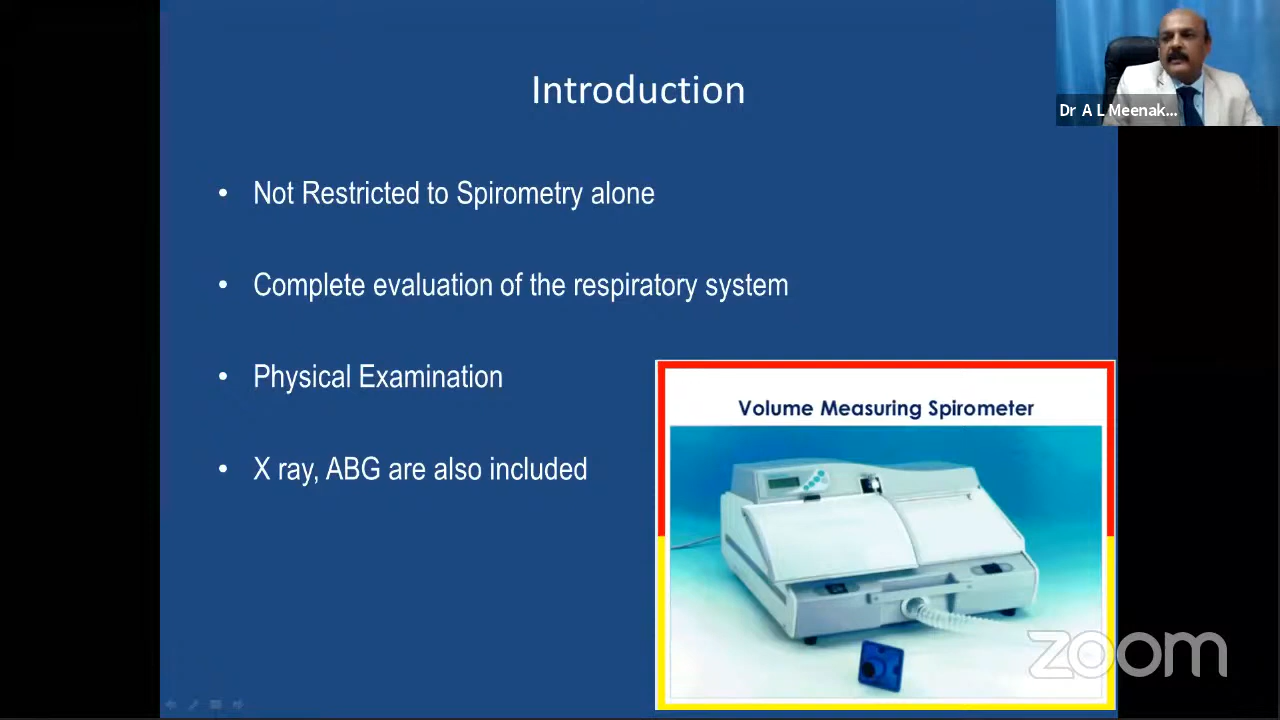 Introduction
Dr A L Meenak...
• Not Restricted to Spirometry alone
• Complete evaluation of the respiratory system
• Physical Examination
• X ray, ABG are also included
Volume Measuring Spirometer
zoom